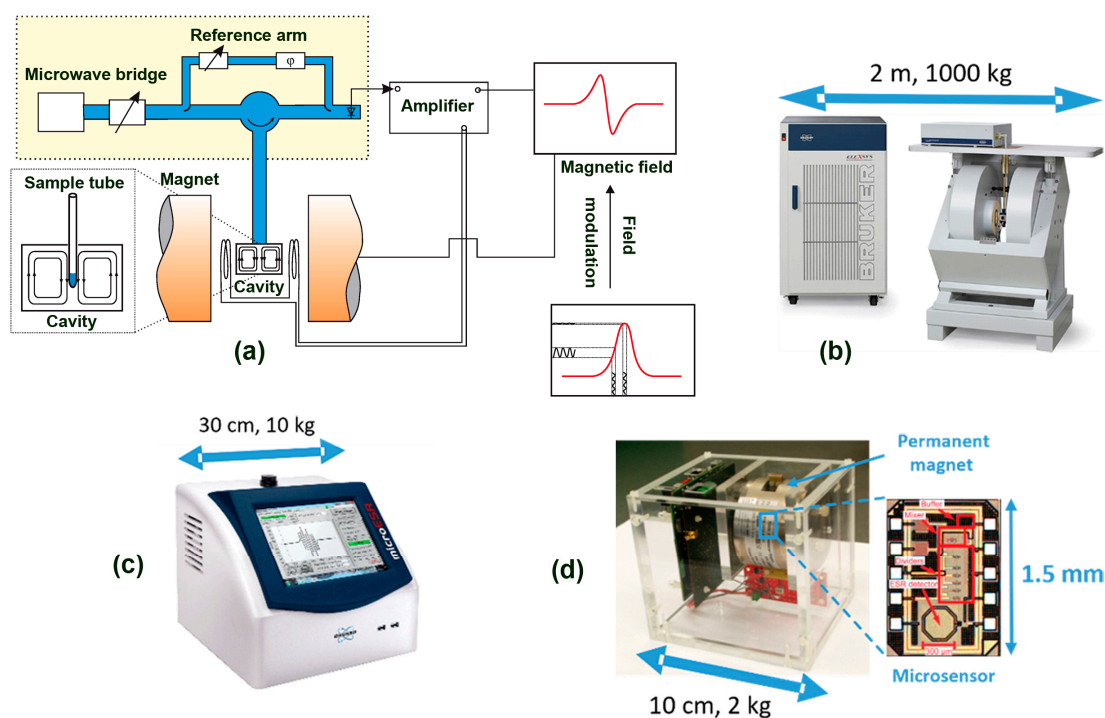 Reference arm
Microwave bridge
φ
Amplifier
Magnetic field
Sample tube
Magnet
Cavity
Cavity
Field
modulation
(a)
2 m, 1000 kg
ELEXSYS
BRUKER
(b)
30 cm, 10 kg
microESR
(c)
Permanent
magnet
Buffer
Mixer
Dividers
ESR detector
300 µm
1.5 mm
Microsensor
10 cm, 2 kg
(d)